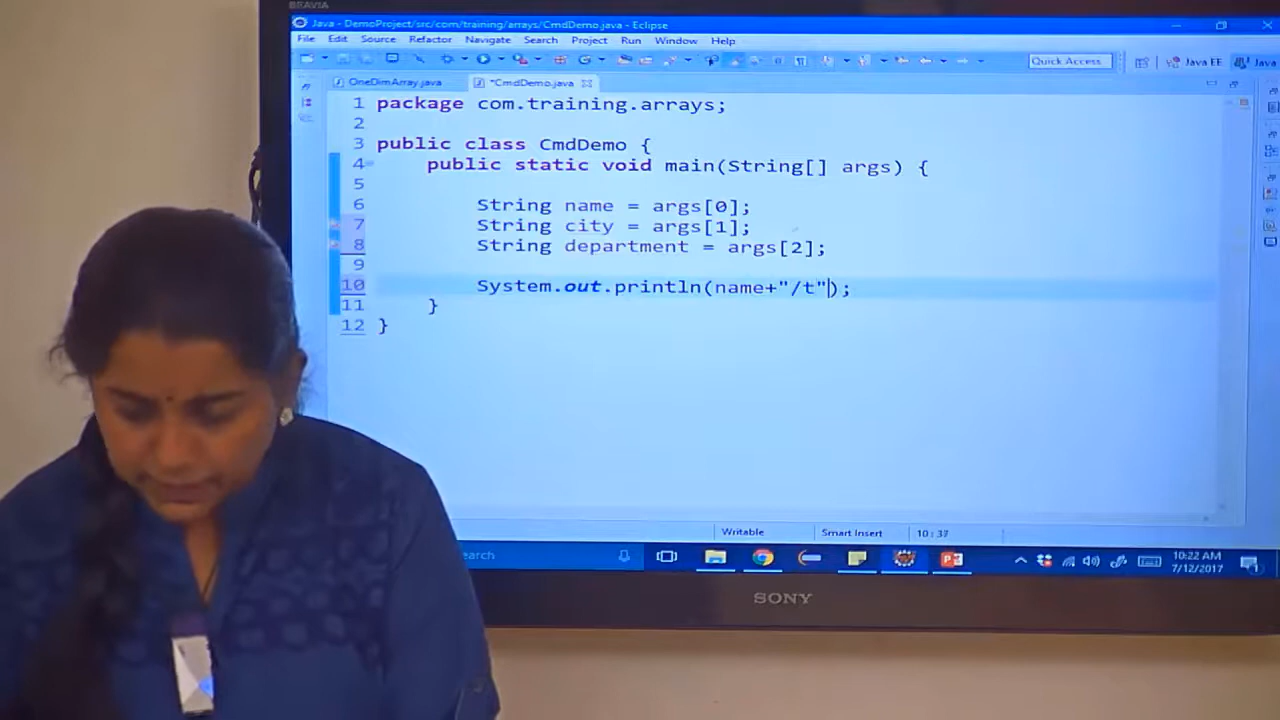 BRAVIA
Java - DemoProject/src/com/training/arrays/CmdDemo.java - Eclipse
File Edit Source Refactor Navigate Search Project Run Window Help
Quick Access Java EE Java
OneDimArray.java *CmdDemo.java
1 package com.training.arrays;
2
3 public class CmdDemo {
4 public static void main(String[] args) {
5
6 String name = args[0];
7 String city = args[1];
8 String department = args[2];
9
10 System.out.println(name+"/t");
11 }
12 }
Writable Smart Insert 10:37
earch
10:22 AM
7/12/2017
SONY